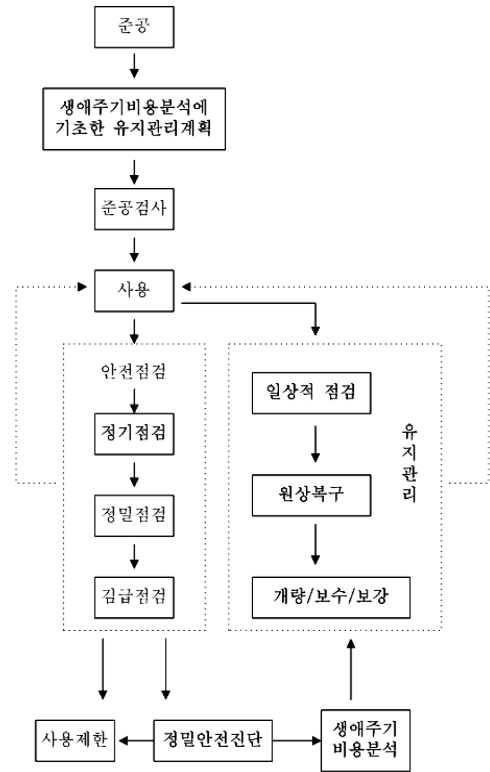 준공
생애주기비용분석에
기초한 유지관리계획
준공검사
사용
안전점검
정기점검
정밀점검
김급점검
일상적 점검
원상복구
개량/보수/보강
유
지
관
리
사용제한
정밀안전진단
생애주기
비용분석